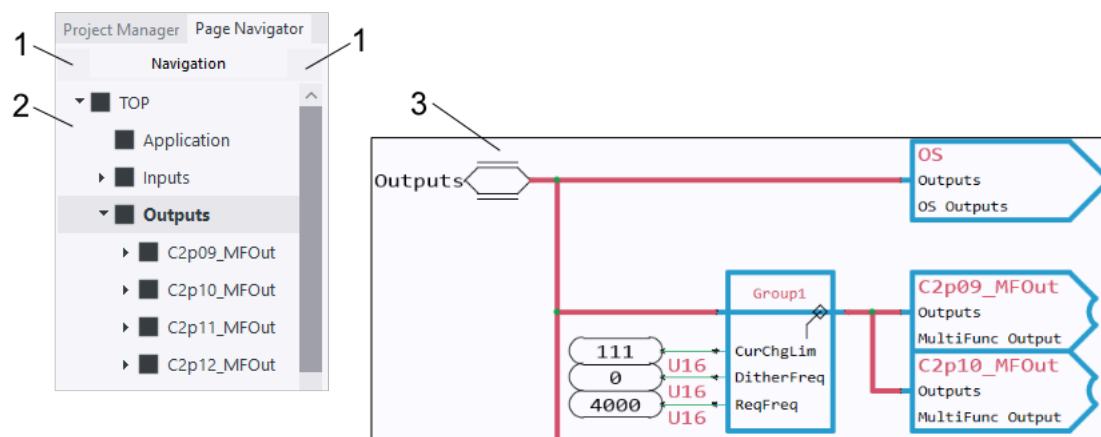 Project Manager Page Navigator
1 Navigation 1
2
TOP
Application
Inputs
Outputs
C2p09_MFOut
C2p10_MFOut
C2p11_MFOut
C2p12_MFOut
3
Outputs
OS
Outputs
OS Outputs
Group1
111 U16 CurChgLim
0 U16 DitherFreq
4000 U16 ReqFreq
C2p09_MFOut
Outputs
MultiFunc Output
C2p10_MFOut
Outputs
MultiFunc Output